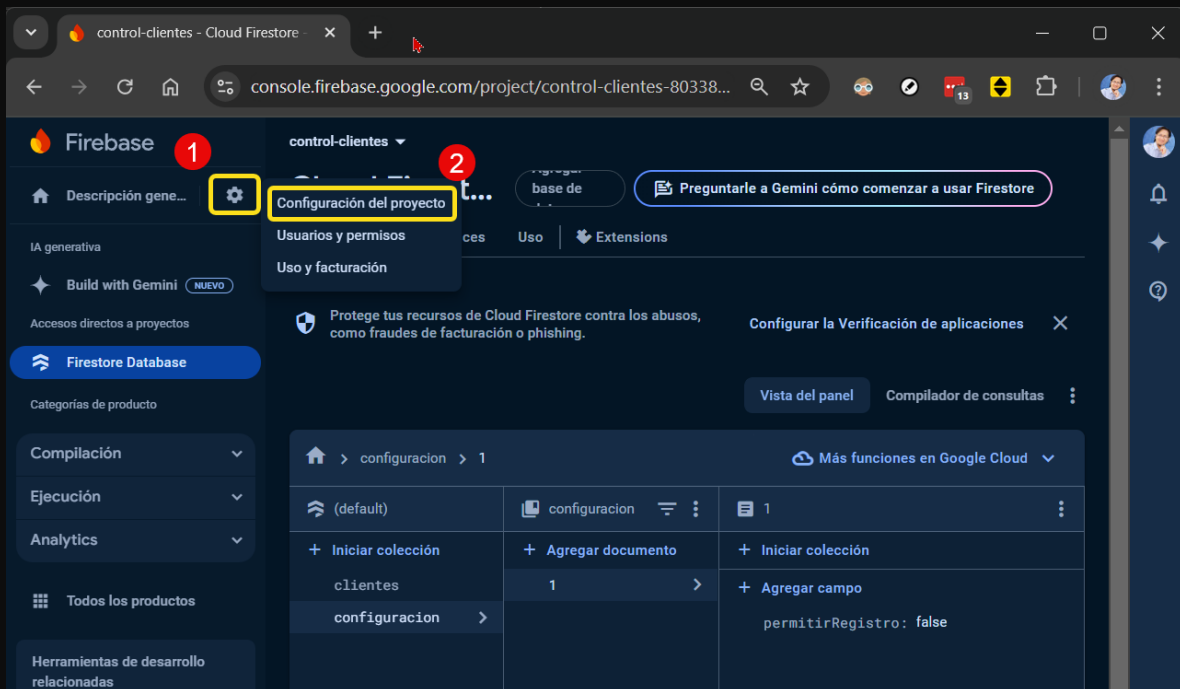 control-clientes - Cloud Firestore -
console.firebase.google.com/project/control-clientes-80338...
13
Firebase
1
control-clientes
2
Descripción gene...
Configuración del proyecto
Usuarios y permisos
Uso y facturación
base de
Preguntarle a Gemini cómo comenzar a usar Firestore
Uso
Extensions
IA generativa
Build with Gemini NUEVO
Accesos directos a proyectos
Firestore Database
Categorías de producto
Compilación
Ejecución
Analytics
Todos los productos
Herramientas de desarrollo
relacionadas
Protege tus recursos de Cloud Firestore contra los abusos,
como fraudes de facturación o phishing.
Configurar la Verificación de aplicaciones
Vista del panel
Compilador de consultas
configuracion > 1
Más funciones en Google Cloud
(default)
configuracion
1
+ Iniciar colección
+ Agregar documento
+ Iniciar colección
clientes
1
+ Agregar campo
configuracion
permitirRegistro: false